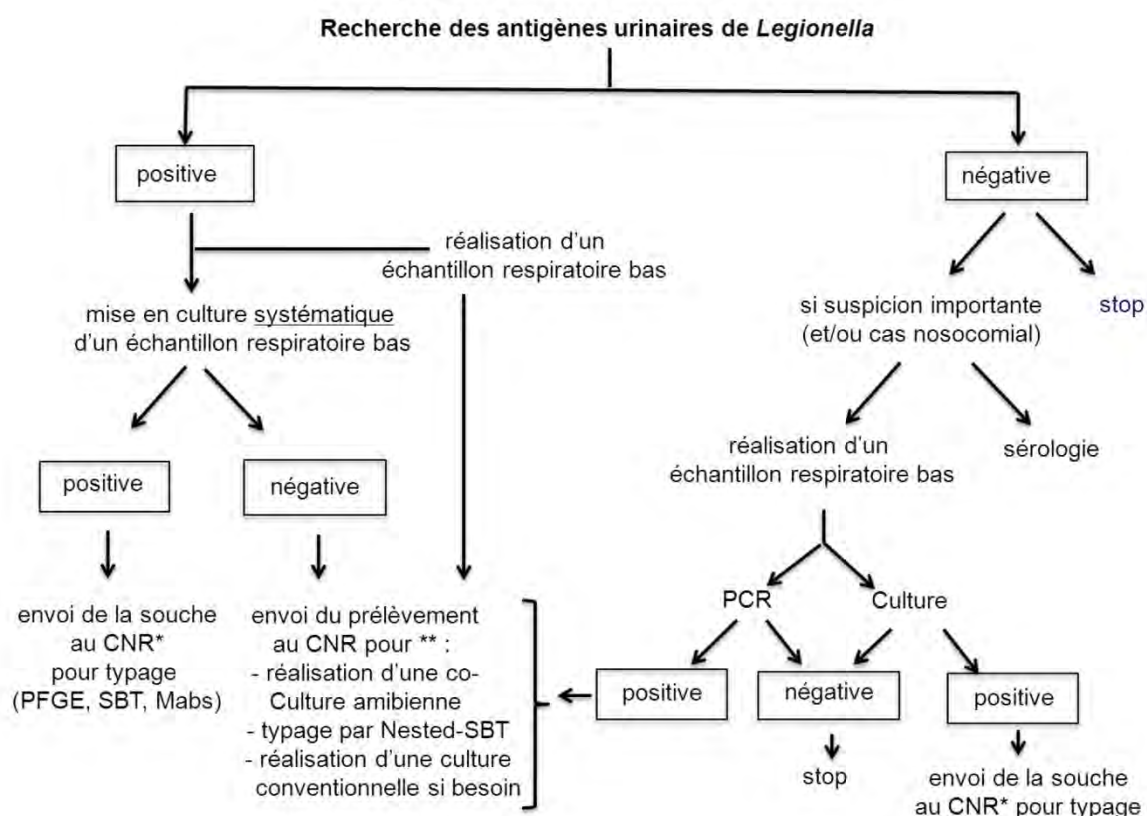 Recherche des antigènes urinaires de Legionella
positive
négative
réalisation d'un
échantillon respiratoire bas
mise en culture systématique
d'un échantillon respiratoire bas
si suspicion importante
(et/ou cas nosocomial)
stop
positive
négative
réalisation d'un
échantillon respiratoire bas
sérologie
PCR
Culture
envoi de la souche
au CNR*
pour typage
(PFGE, SBT, Mabs)
envoi du prélèvement
au CNR pour ** :
- réalisation d'une co-
Culture amibienne
- typage par Nested-SBT
- réalisation d'une culture
conventionnelle si besoin
positive
négative
positive
stop
envoi de la souche
au CNR* pour typage